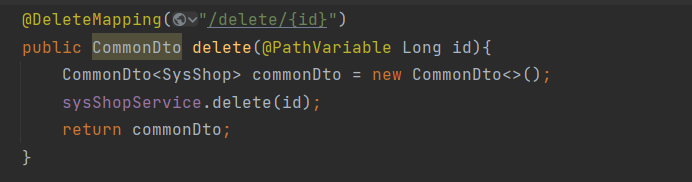 @DeleteMapping("/delete/{id}")
public CommonDto delete(@PathVariable Long id){
    CommonDto<SysShop> commonDto = new CommonDto<>();
    sysShopService.delete(id);
    return commonDto;
}